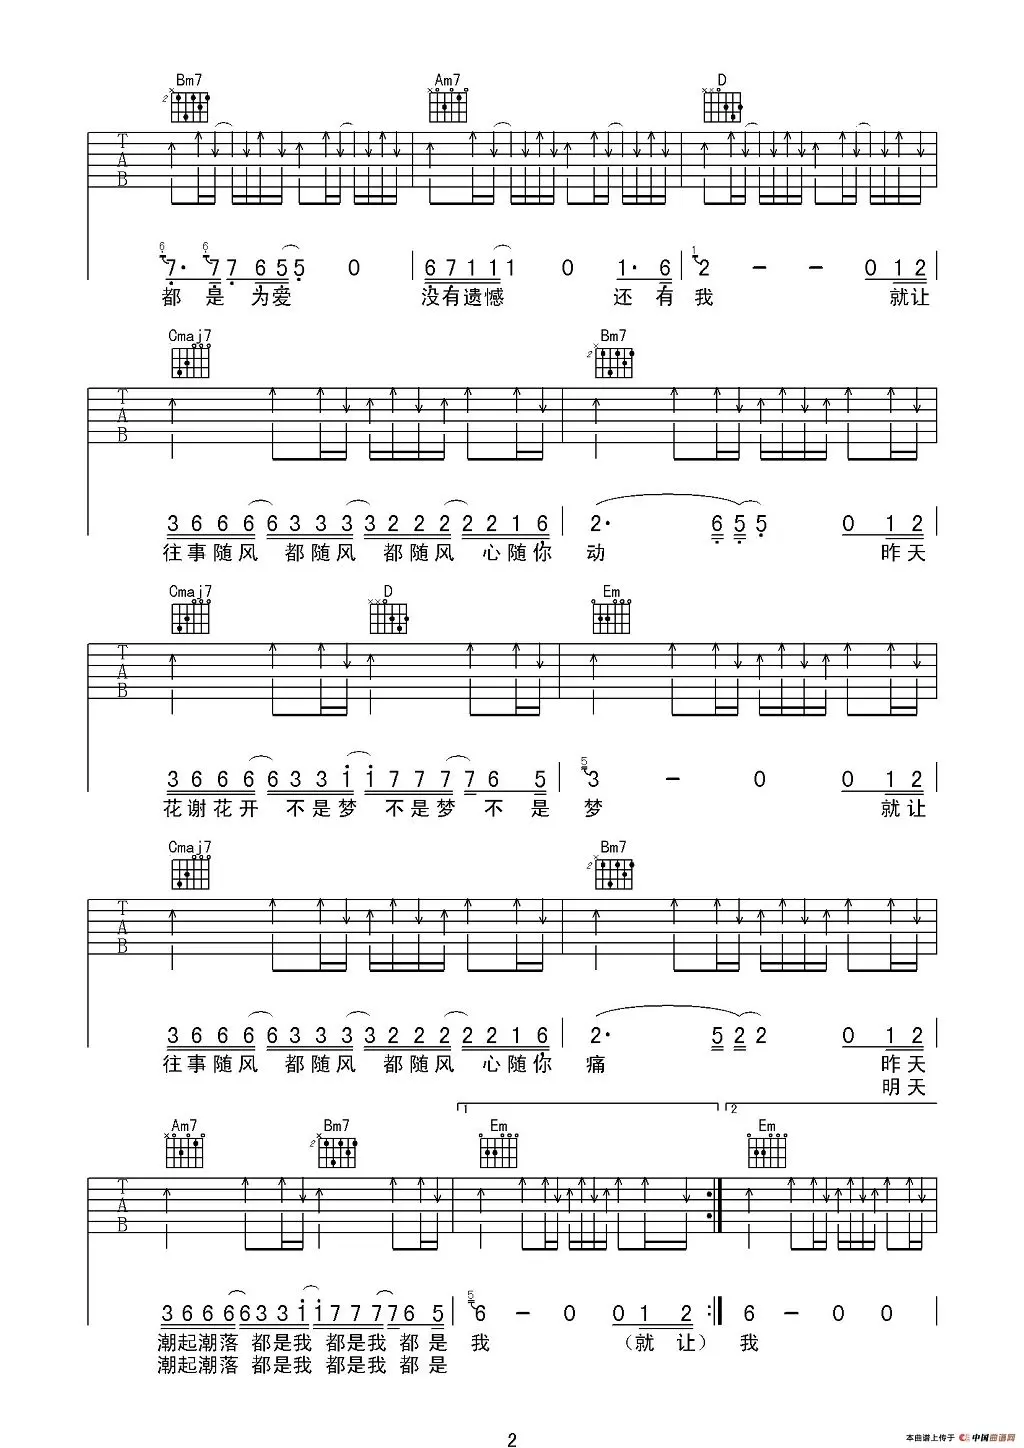 Bm7 Am7 D
T
A
B
6 7· 6 7 7 6 5 5 0 | 6 7 1 1 1 0 1· 6 | 1 2 - - 0 1 2
都 是 为爱 没有遗憾 还 有 我 就让
Cmaj7 Bm7
T
A
B
3 6 6 6 6 3 3 3 3 2 2 2 2 2 1 6 | 2· 6 5 5 0 1 2
往事随风 都随风 都随风 心随你 动 昨天
Cmaj7 D Em
T
A
B
3 6 6 6 6 3 3 1 1 7 7 7 7 6 5 | 5 3 - 0 0 1 2
花谢花开 不是梦 不是梦 不 是 梦 就让
Cmaj7 Bm7
T
A
B
3 6 6 6 6 3 3 3 3 2 2 2 2 2 1 6 | 2· 5 2 2 0 1 2
往事随风 都随风 都随风 心随你 痛 昨天
明天
1 2
Am7 Bm7 Em Em
T
A
B
3 6 6 6 6 3 3 1 1 7 7 7 7 6 5 | 5 6 - 0 0 1 2 :‖ 6 - 0 0
潮起潮落 都是我 都是我 都 是 我 (就 让) 我
潮起潮落 都是我 都是我 都 是
2
本曲谱上传于 中国曲谱网